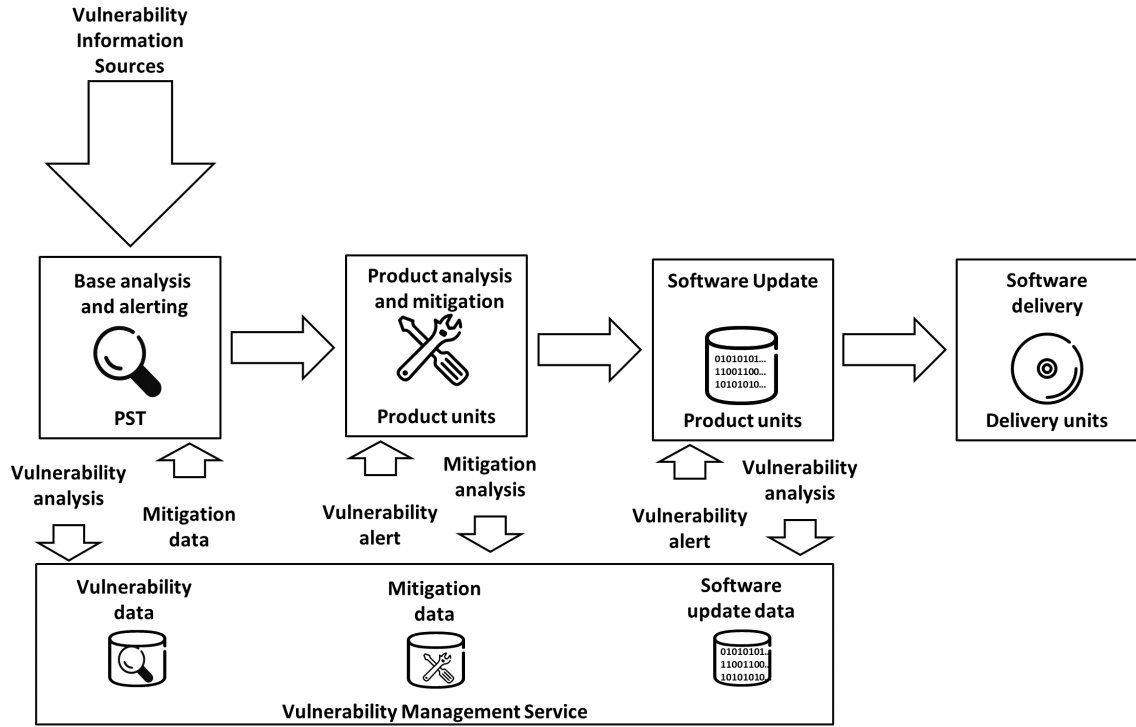 Vulnerability
Information
Sources
Base analysis
and alerting
PST
Product analysis
and mitigation
Product units
Software Update
01010101...
11001100...
10101010...
Product units
Software
delivery
Delivery units
Vulnerability
analysis
Mitigation
data
Vulnerability
alert
Mitigation
analysis
Vulnerability
alert
Vulnerability
analysis
Vulnerability
data
Mitigation
data
Software
update data
01010101...
11001100...
10101010...
Vulnerability Management Service